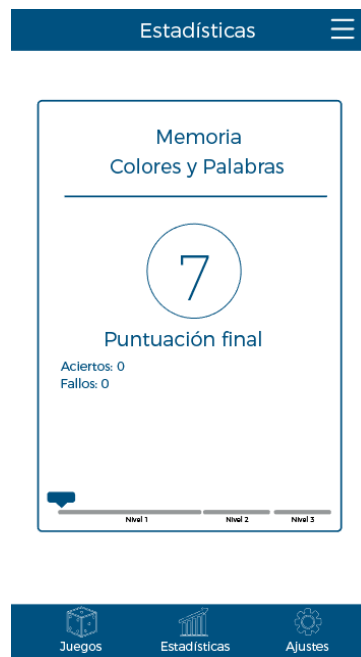 Estadísticas
Memoria
Colores y Palabras
7
Puntuación final
Aciertos: 0
Fallos: 0
Nivel 1 Nivel 2 Nivel 3
Juegos Estadísticas Ajustes